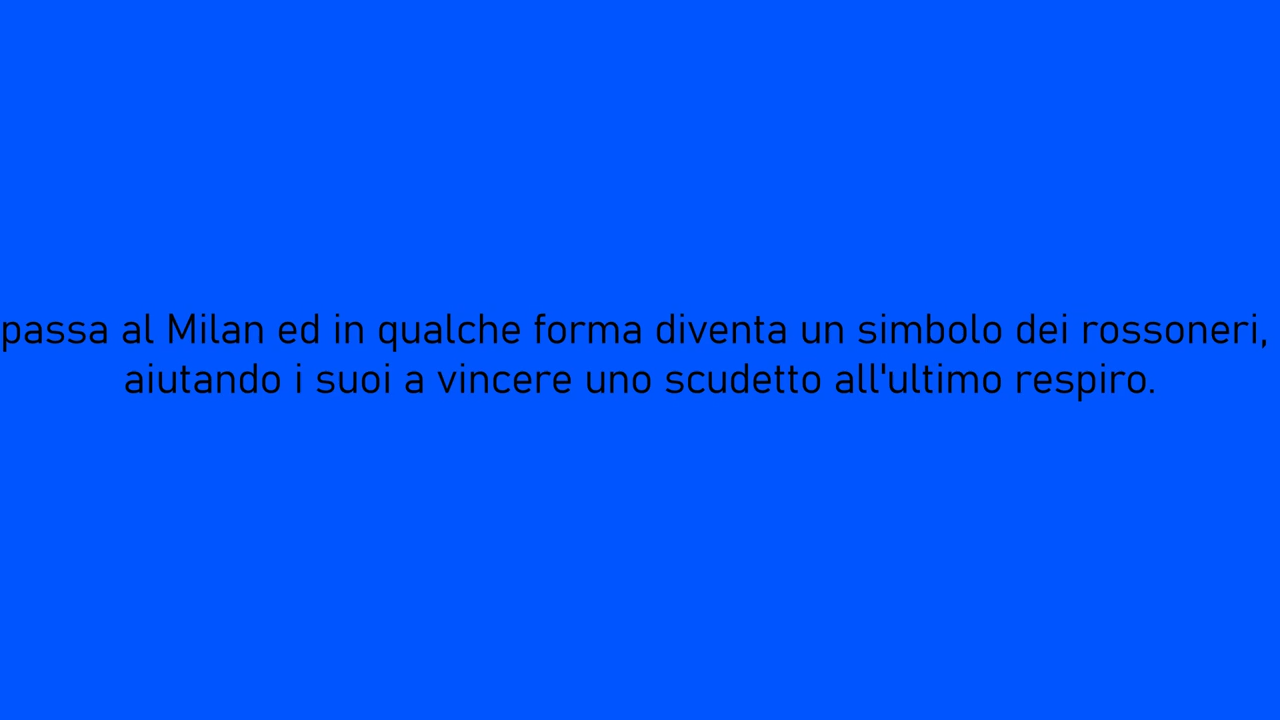 passa al Milan ed in qualche forma diventa un simbolo dei rossoneri,
aiutando i suoi a vincere uno scudetto all'ultimo respiro.